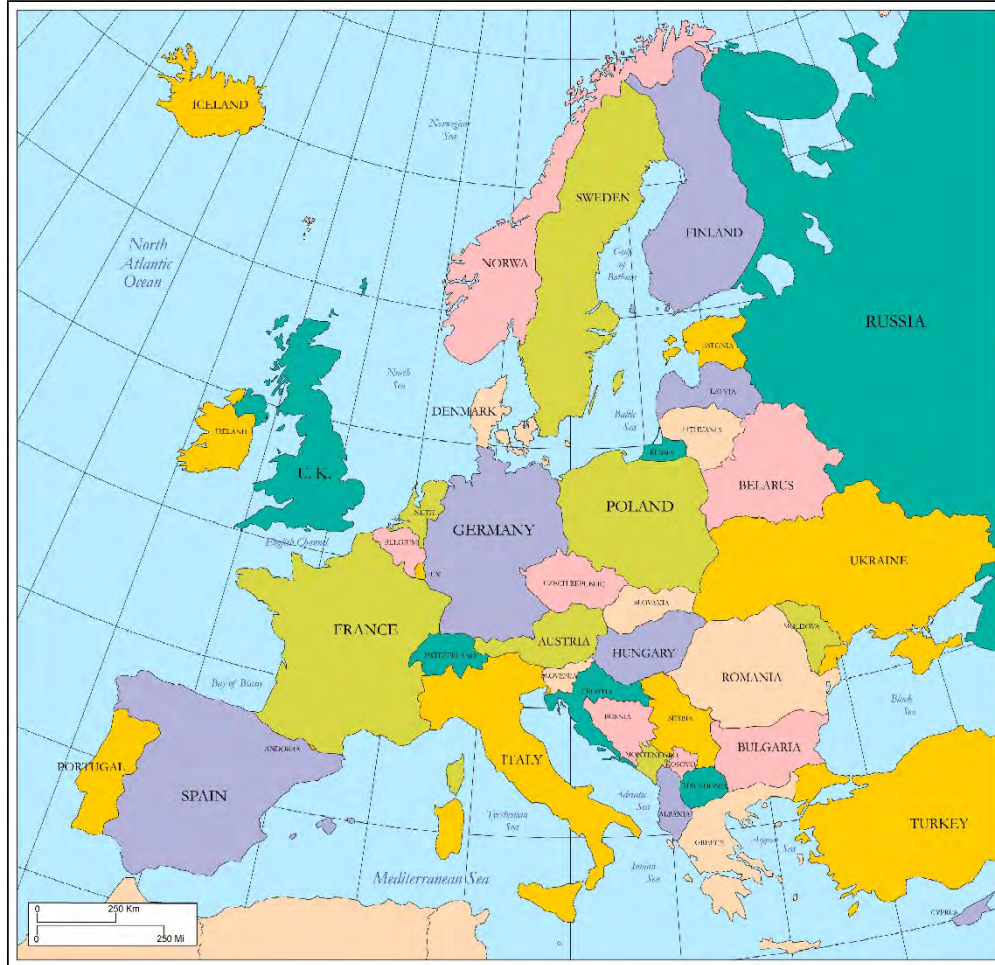 ICELAND
Norwegian
Sea
SWEDEN
FINLAND
North
Atlantic
Ocean
NORWA
Gulf
of
Bothnia
RUSSIA
ESTONIA
North
Sea
LATVIA
DENMARK
Baltic
Sea
LITHUANIA
IRELAND
RUSSIA
U. K.
BELARUS
NETH
GERMANY
POLAND
English Channel
BELGIUM
UKRAINE
LUX
CZECH REPUBLIC
SLOVAKIA
FRANCE
AUSTRIA
MOLDOVA
SWITZERLAND
HUNGARY
SLOVENIA
ROMANIA
Bay of Biscay
CROATIA
Black
Sea
BOSNIA
SERBIA
ANDORRA
BULGARIA
MONTENEGRO
KOSOVO
PORTUGAL
ITALY
SPAIN
MACEDONIA
Adriatic
Sea
Tyrrhenian
Sea
ALBANIA
TURKEY
GREECE
Aegean
Sea
Ionian
Sea
Mediterranean Sea
0 250 Km
0 250 Mi
CYPRUS